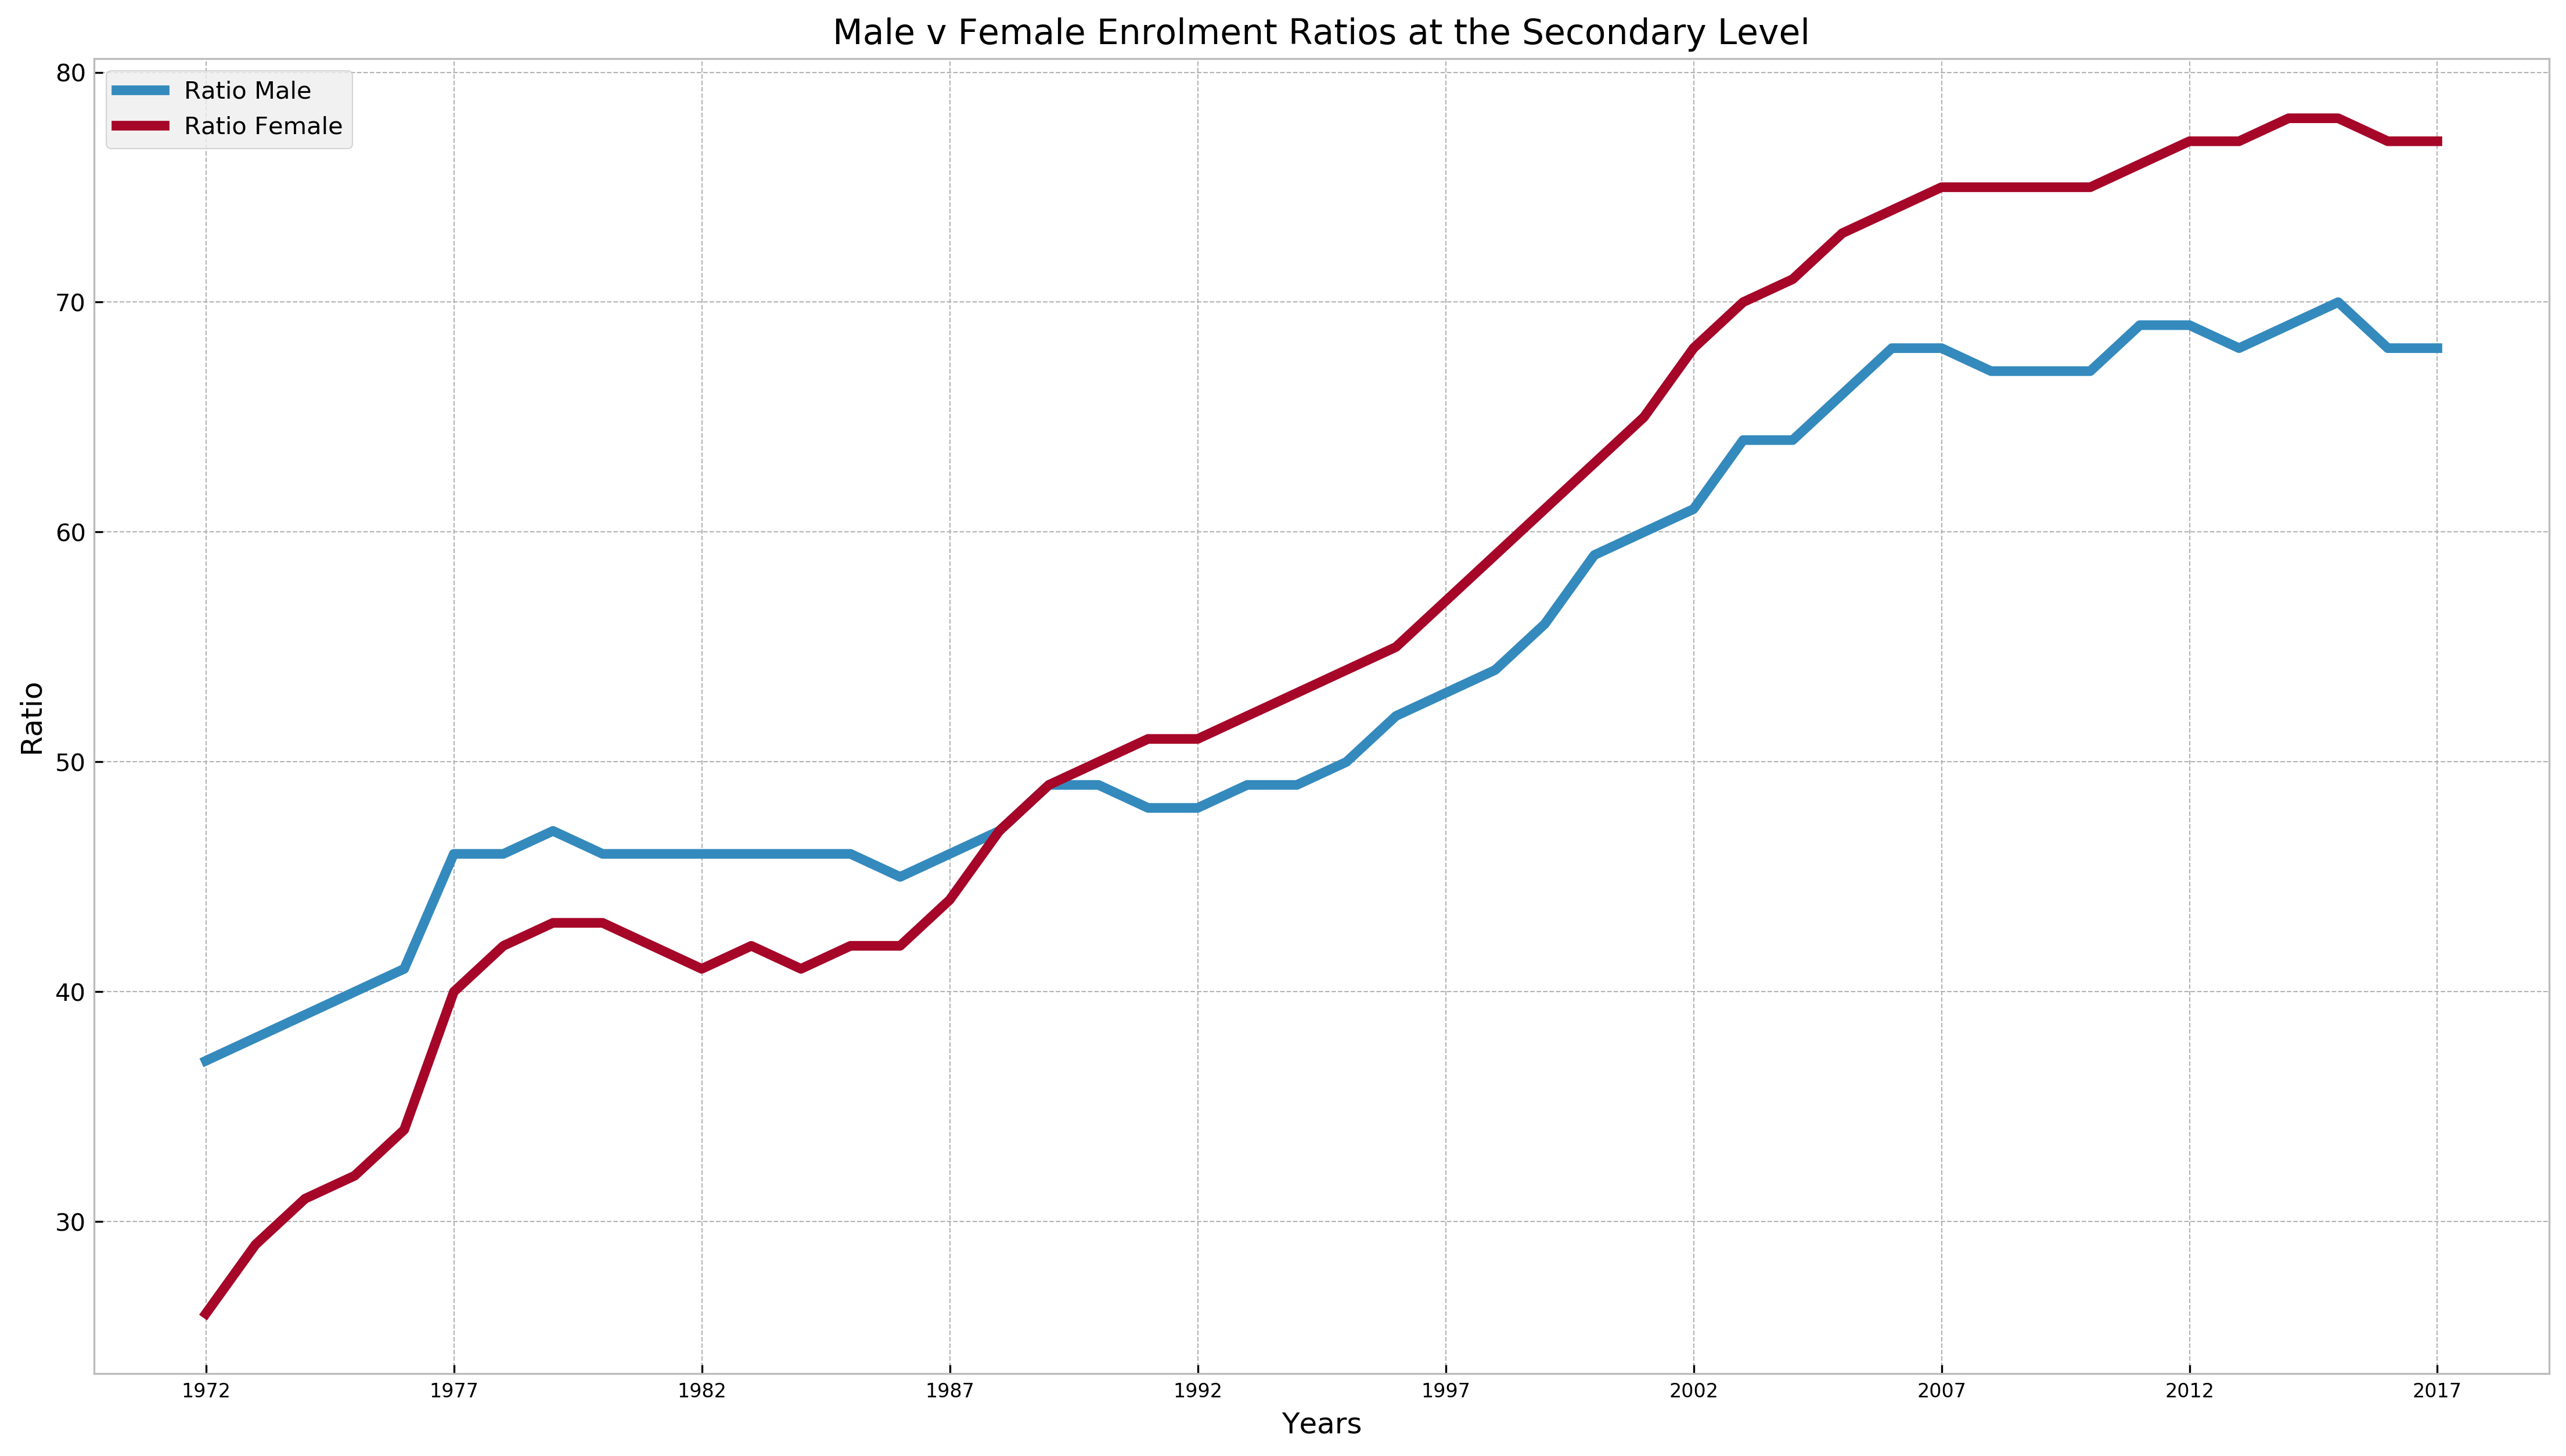 Male v Female Enrolment Ratios at the Secondary Level
Ratio Male
Ratio Female
80
70
60
50
40
30
Ratio
1972 1977 1982 1987 1992 1997 2002 2007 2012 2017
Years